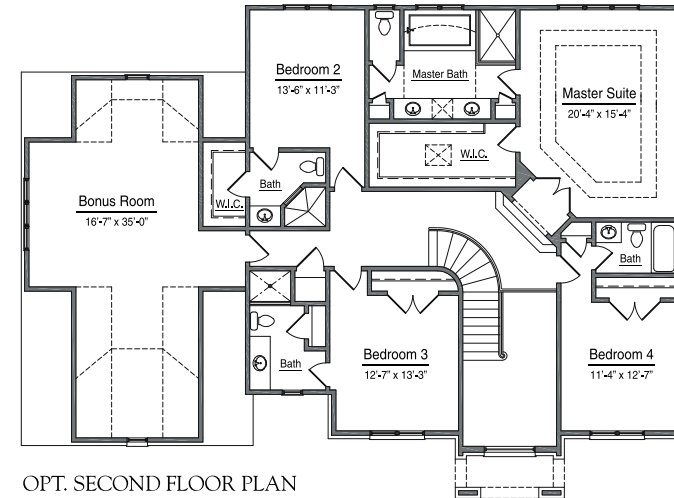 Bedroom 2
13'-6" x 11'-3"
Master Bath
Master Suite
20'-4" x 15'-4"
W.I.C.
Bath
W.I.C.
Bonus Room
16'-7" x 35'-0"
Bath
Bath
Bedroom 3
12'-7" x 13'-3"
Bedroom 4
11'-4" x 12'-7"
OPT. SECOND FLOOR PLAN